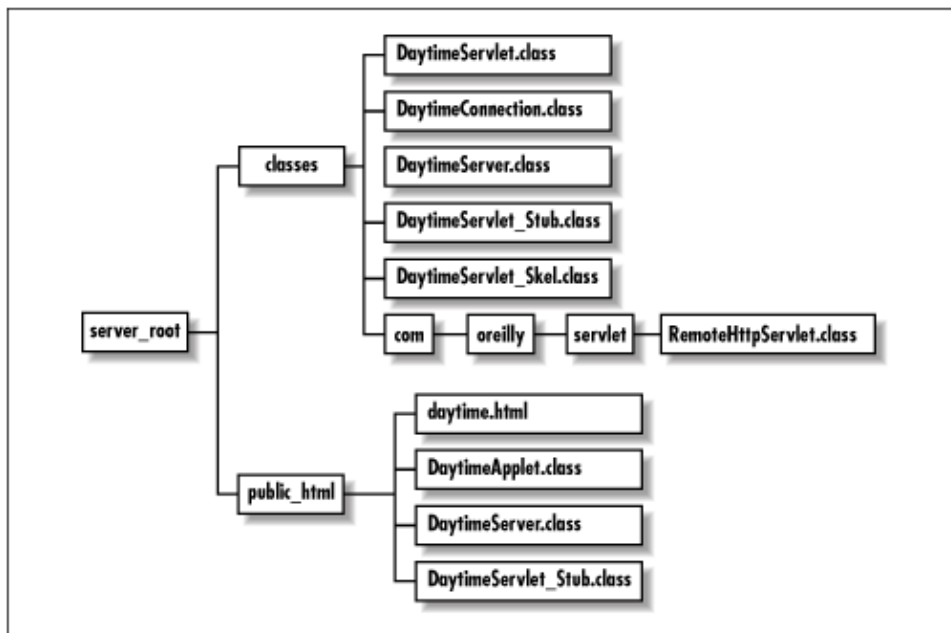 DaytimeServlet.class
DaytimeConnection.class
classes
DaytimeServer.class
DaytimeServlet_Stub.class
DaytimeServlet_Skel.class
server_root
com
oreilly
servlet
RemoteHttpServlet.class
daytime.html
DaytimeApplet.class
public_html
DaytimeServer.class
DaytimeServlet_Stub.class